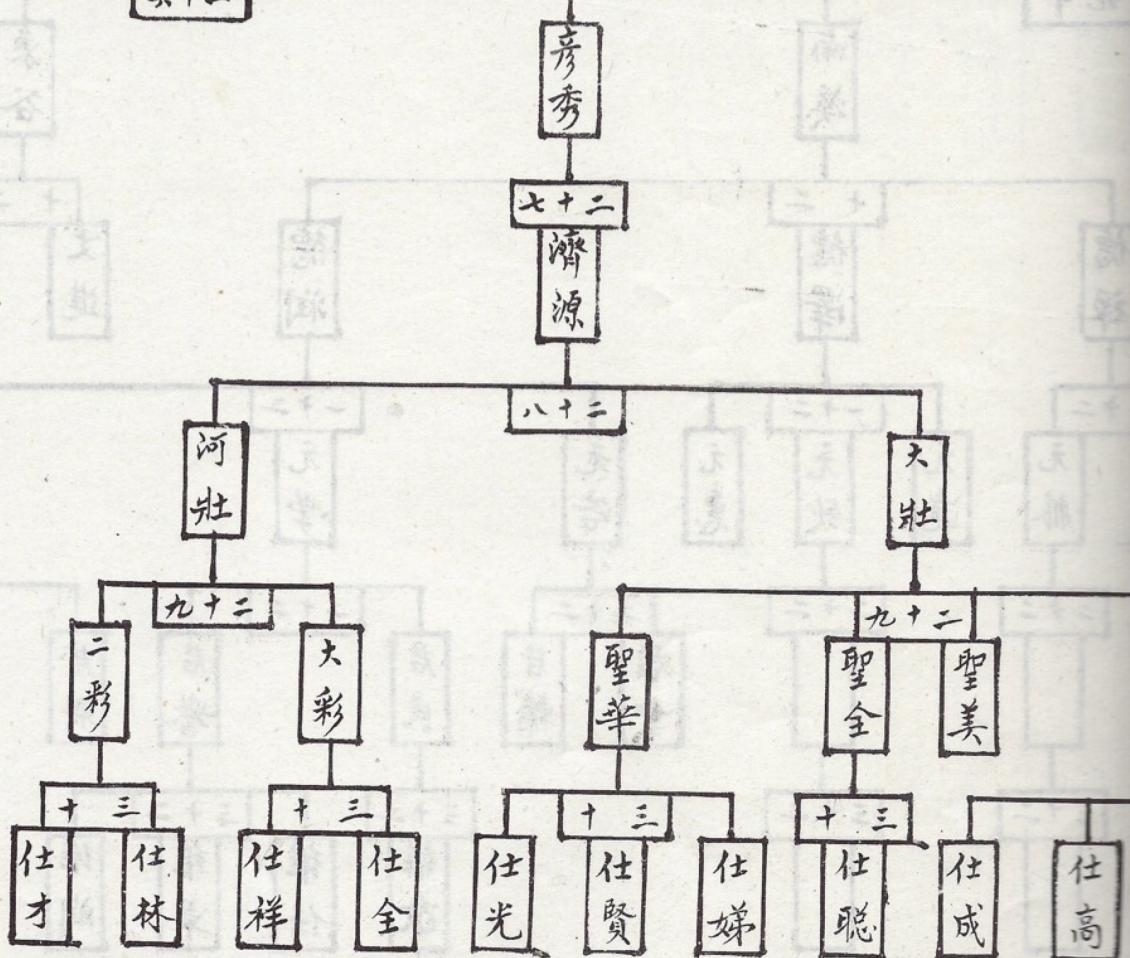 彦秀
七十二
濟源
八十二
河壯
大壯
九十二
九十二
二彩
大彩
聖華
聖全
聖美
十三
十三
十三
十三
仕才
仕林
仕祥
仕全
仕光
仕賢
仕娣
仕聡
仕成
仕高